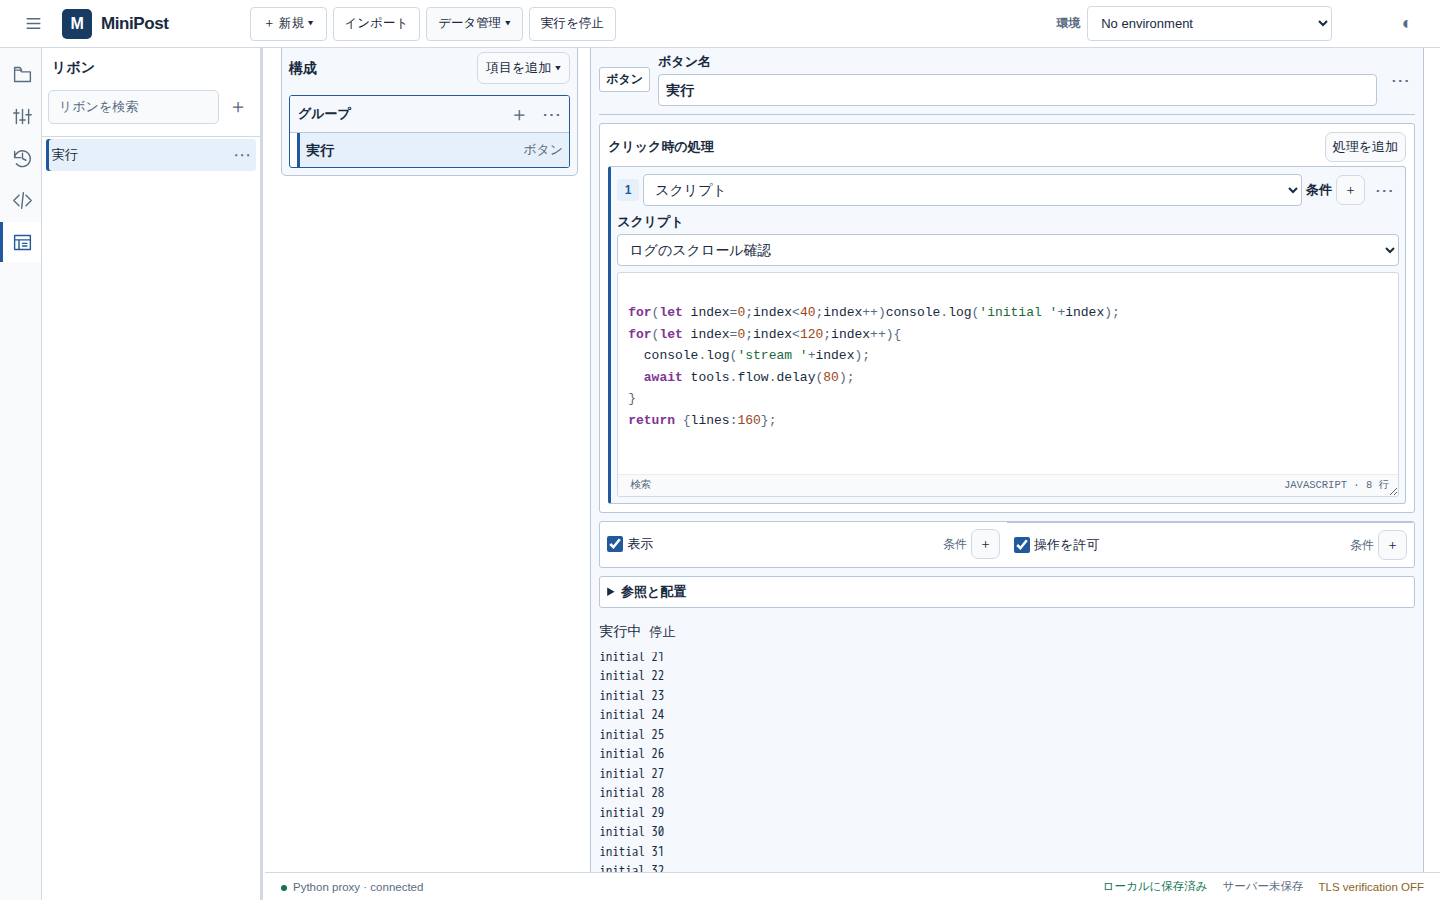 M MiniPost
＋ 新規 ▾
インポート
データ管理 ▾
実行を停止
環境
No environment
リボン
リボンを検索
＋
実行 ···
構成
項目を追加 ▾
グループ ＋ ···
実行 ボタン
ボタン
ボタン名
実行
···
クリック時の処理
処理を追加
1 スクリプト 条件 ＋ ···
スクリプト
ログのスクロール確認
for(let index=0;index<40;index++)console.log('initial '+index);
for(let index=0;index<120;index++){
console.log('stream '+index);
await tools.flow.delay(80);
}
return {lines:160};
検索 JAVASCRIPT · 8 行
表示 条件 ＋
操作を許可 条件 ＋
▶ 参照と配置
実行中 停止
initial 21
initial 22
initial 23
initial 24
initial 25
initial 26
initial 27
initial 28
initial 29
initial 30
initial 31
initial 32
Python proxy · connected
ローカルに保存済み サーバー未保存 TLS verification OFF